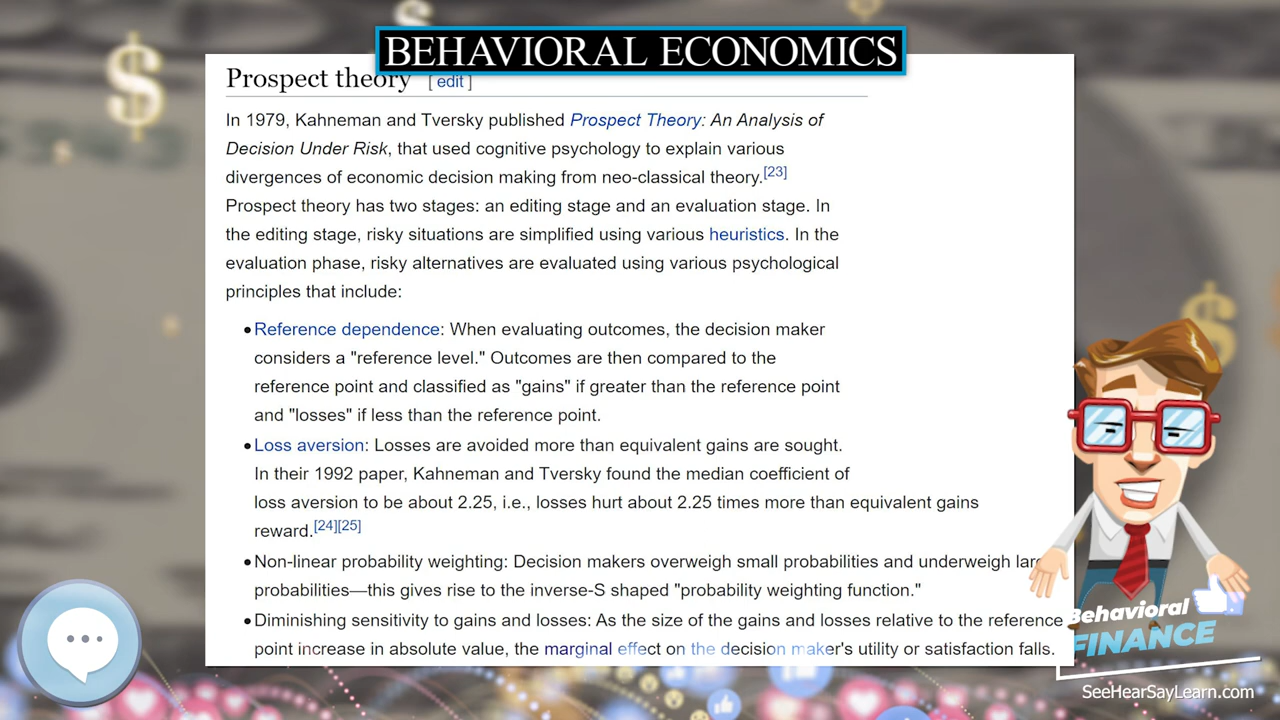 BEHAVIORAL ECONOMICS
Prospect theory [ edit ]
In 1979, Kahneman and Tversky published Prospect Theory: An Analysis of
Decision Under Risk, that used cognitive psychology to explain various
divergences of economic decision making from neo-classical theory.[23]
Prospect theory has two stages: an editing stage and an evaluation stage. In
the editing stage, risky situations are simplified using various heuristics. In the
evaluation phase, risky alternatives are evaluated using various psychological
principles that include:
•Reference dependence: When evaluating outcomes, the decision maker
considers a "reference level." Outcomes are then compared to the
reference point and classified as "gains" if greater than the reference point
and "losses" if less than the reference point.
•Loss aversion: Losses are avoided more than equivalent gains are sought.
In their 1992 paper, Kahneman and Tversky found the median coefficient of
loss aversion to be about 2.25, i.e., losses hurt about 2.25 times more than equivalent gains
reward.[24][25]
•Non-linear probability weighting: Decision makers overweigh small probabilities and underweigh
probabilities—this gives rise to the inverse-S shaped "probability weighting function."
•Diminishing sensitivity to gains and losses: As the size of the gains and losses relative to the reference
point increase in absolute value, the marginal effect on the decision maker's utility or satisfaction falls.
Behavioral
FINANCE
SeeHearSayLearn.com